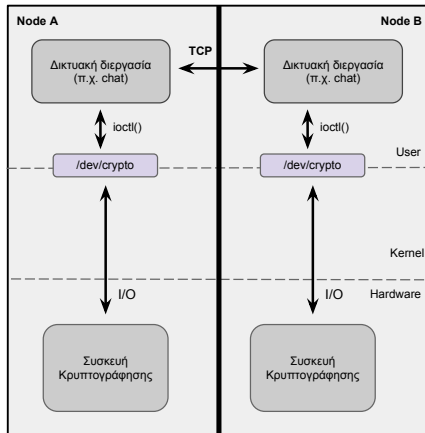 Node A
Node B
Δικτυακή διεργασία
(π.χ. chat)
TCP
Δικτυακή διεργασία
(π.χ. chat)
ioctl()
ioctl()
User
/dev/crypto
/dev/crypto
Kernel
Hardware
I/O
I/O
Συσκευή
Κρυπτογράφησης
Συσκευή
Κρυπτογράφησης